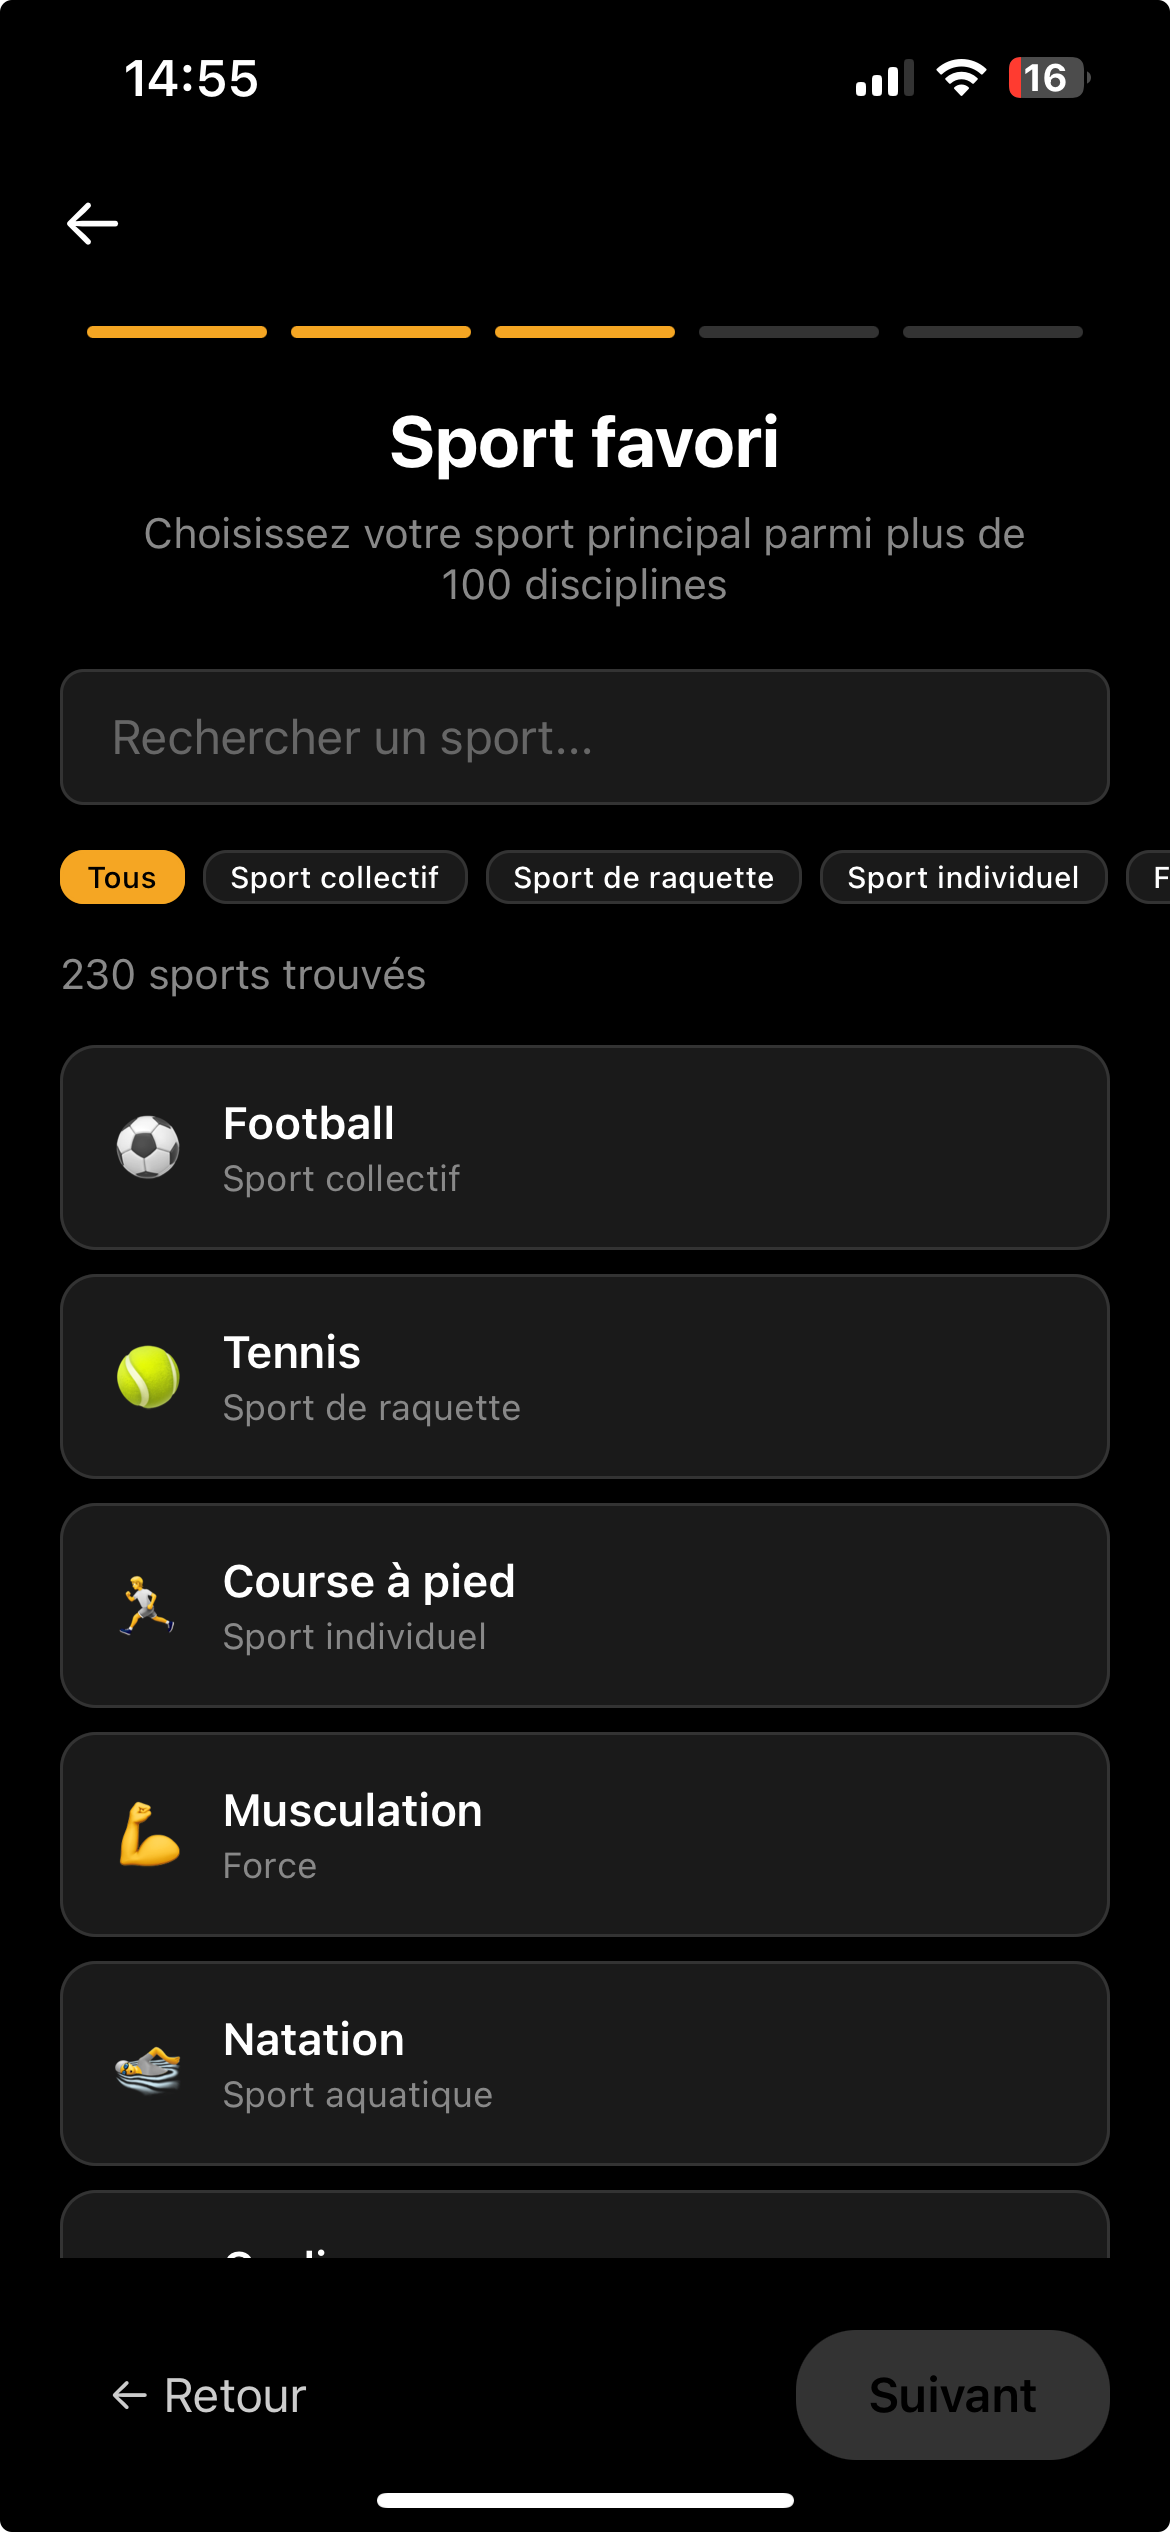 14:55
16
Sport favori
Choisissez votre sport principal parmi plus de
100 disciplines
Rechercher un sport...
Tous
Sport collectif
Sport de raquette
Sport individuel
F
230 sports trouvés
Football
Sport collectif
Tennis
Sport de raquette
Course à pied
Sport individuel
Musculation
Force
Natation
Sport aquatique
← Retour
Suivant